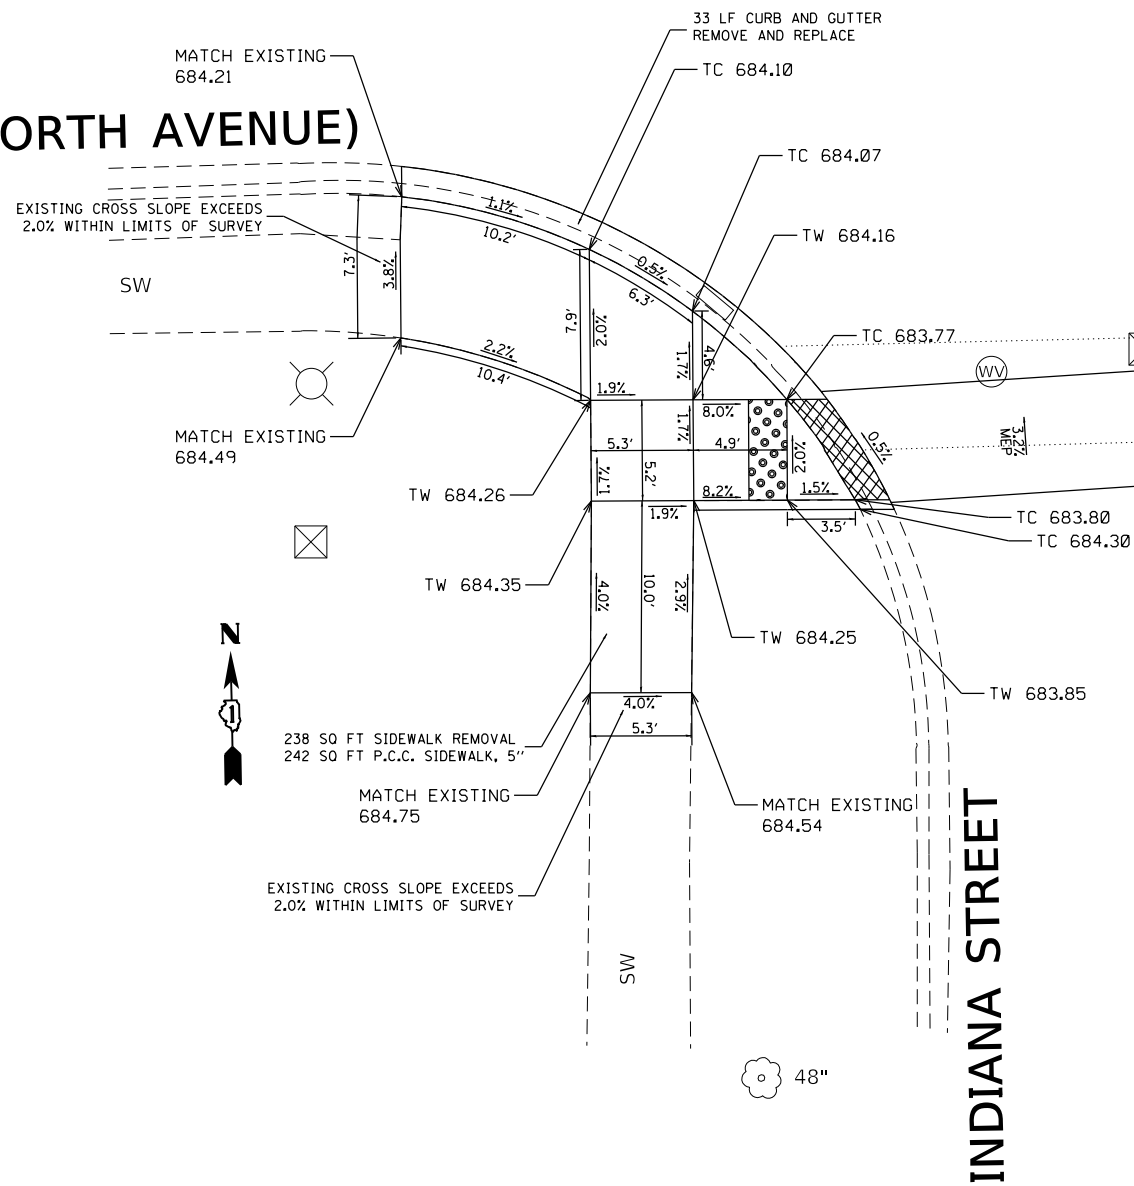 33 LF CURB AND GUTTER
REMOVE AND REPLACE
MATCH EXISTING
684.21
TC 684.10
ORTH AVENUE)
TC 684.07
EXISTING CROSS SLOPE EXCEEDS
2.0% WITHIN LIMITS OF SURVEY
1.1%
10.2'
TW 684.16
7.3'
3.8%
0.5%
6.3'
SW
7.9'
2.0%
1.7%
4.6'
TC 683.77
WV
2.2%
10.4'
1.9%
8.0%
1.7%
MATCH EXISTING
684.49
5.3'
4.9'
2.0%
0.5%
3.2%
MEP
1.7%
5.2'
TW 684.26
8.2%
1.5%
1.9%
3.5'
TC 683.80
TC 684.30
TW 684.35
4.0%
10.0'
2.9%
N
1
TW 684.25
TW 683.85
4.0%
5.3'
238 SQ FT SIDEWALK REMOVAL
242 SQ FT P.C.C. SIDEWALK, 5"
MATCH EXISTING
684.75
MATCH EXISTING
684.54
EXISTING CROSS SLOPE EXCEEDS
2.0% WITHIN LIMITS OF SURVEY
SW
INDIANA STREET
48"